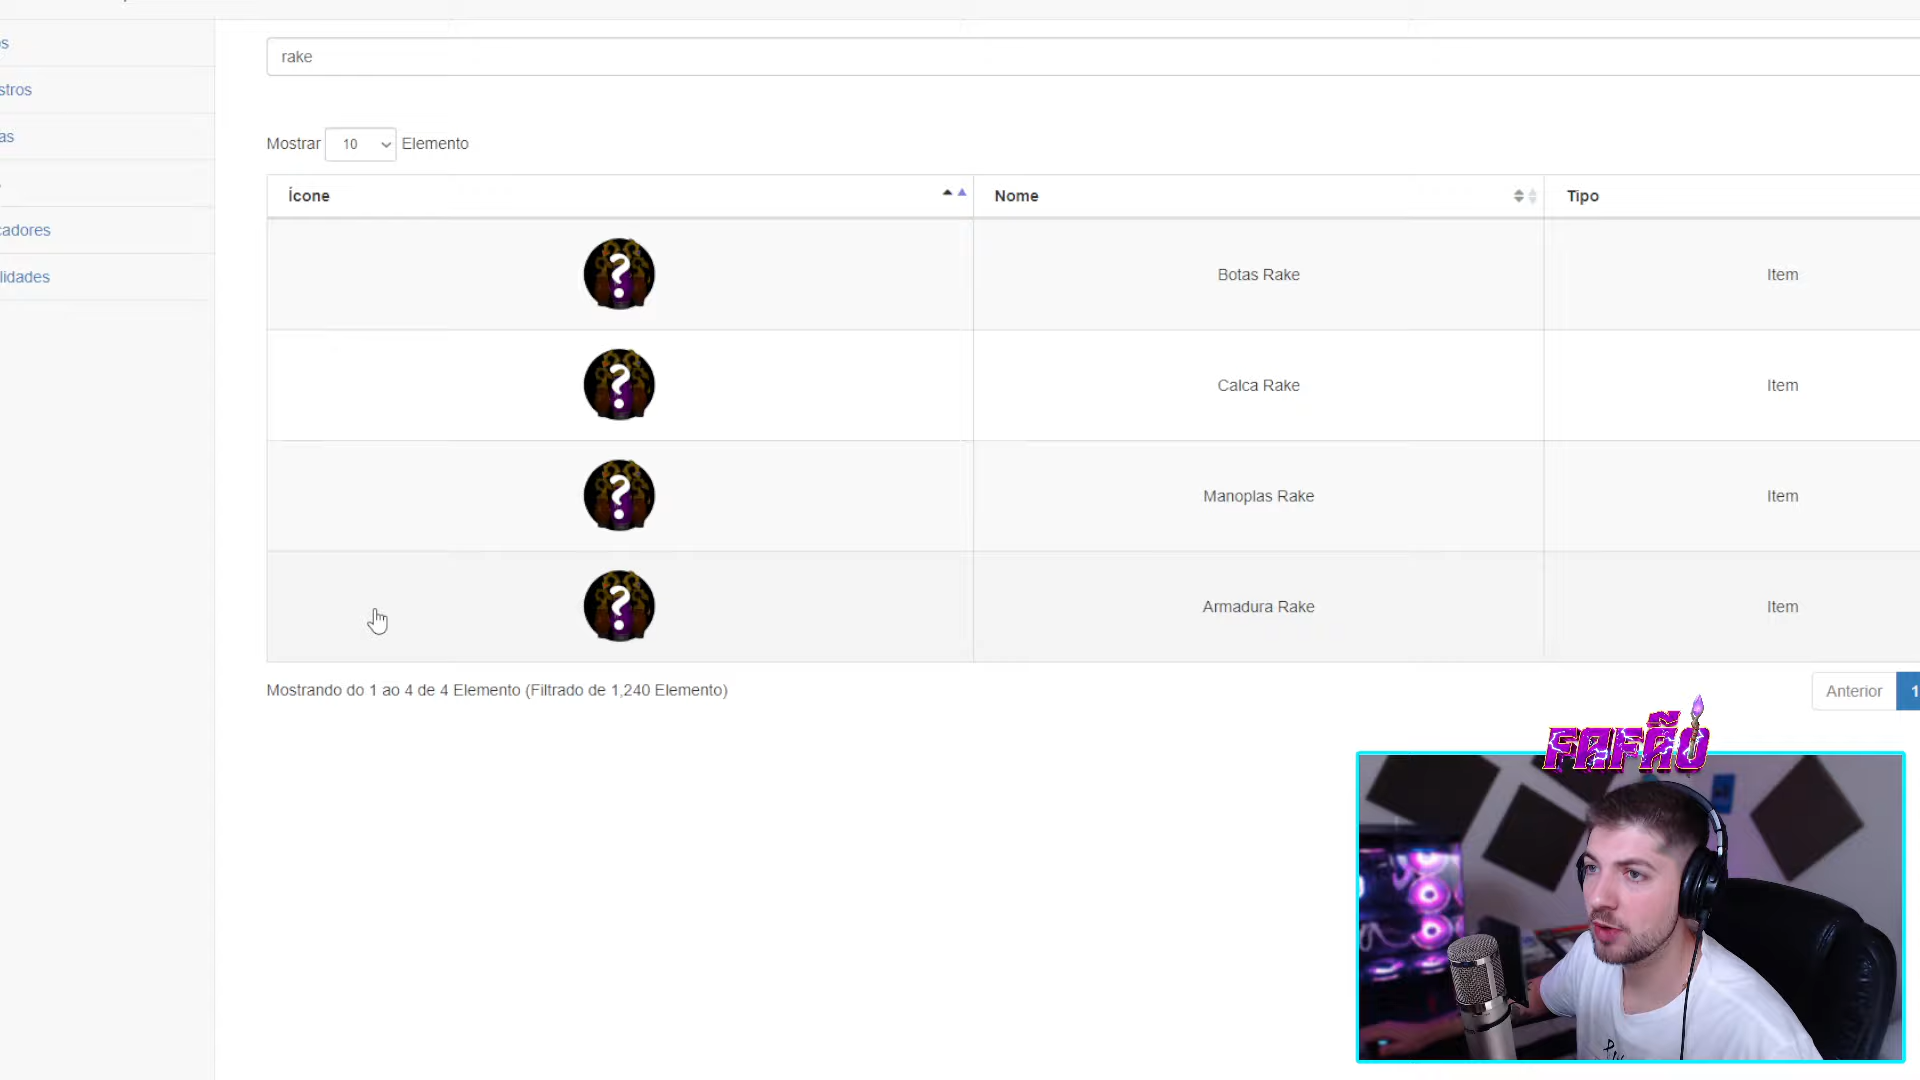 s
rake
stros
as
Mostrar 10 Elemento
Ícone Nome Tipo
cadores
lidades
Botas Rake Item
Calca Rake Item
Manoplas Rake Item
Armadura Rake Item
Mostrando do 1 ao 4 de 4 Elemento (Filtrado de 1,240 Elemento)
Anterior 1
FAFÃO